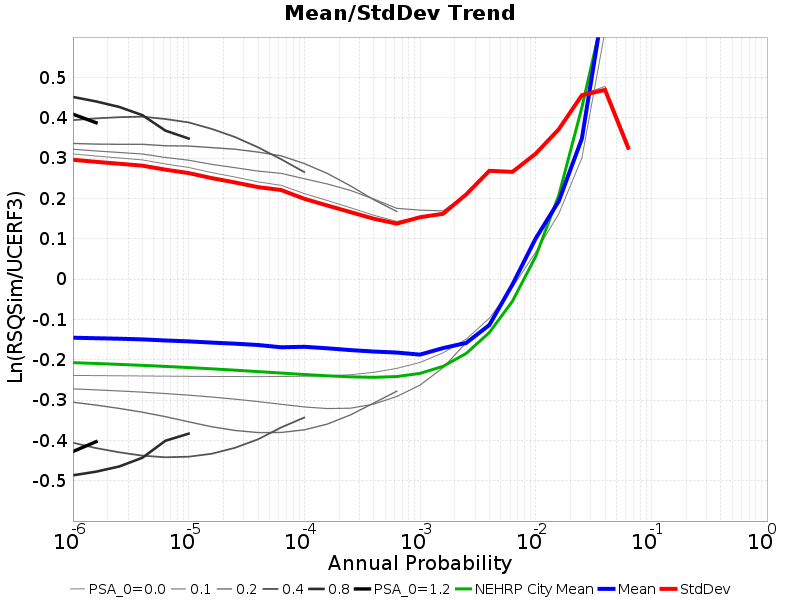 Mean/StdDev Trend
Ln(RSQSim/UCERF3)
0.5
0.4
0.3
0.2
0.1
0
-0.1
-0.2
-0.3
-0.4
-0.5
10^-6 10^-5 10^-4 10^-3 10^-2 10^-1 10^0
Annual Probability
PSA_0=0.0 0.1 0.2 0.4 0.8 PSA_0=1.2 NEHRP City Mean Mean StdDev